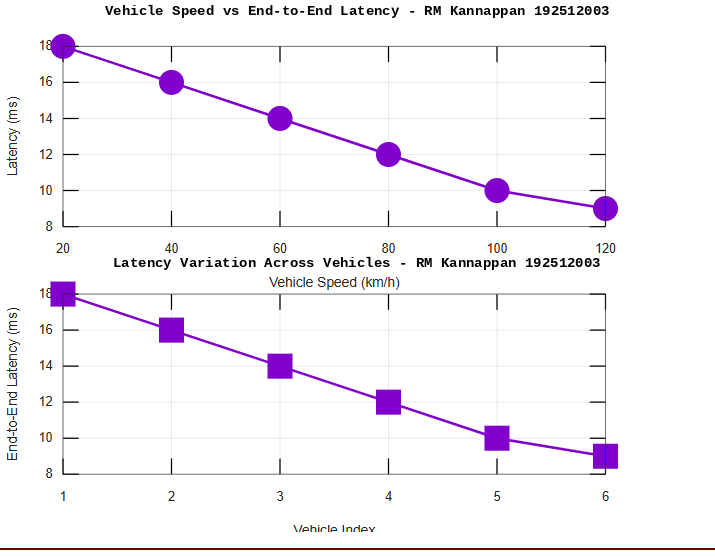 Vehicle Speed vs End-to-End Latency - RM Kannappan 192512003
18
16
14
12
10
8
Latency (ms)
20 40 60 80 100 120
Vehicle Speed (km/h)
Latency Variation Across Vehicles - RM Kannappan 192512003
18
16
14
12
10
8
End-to-End Latency (ms)
1 2 3 4 5 6
Vehicle Index